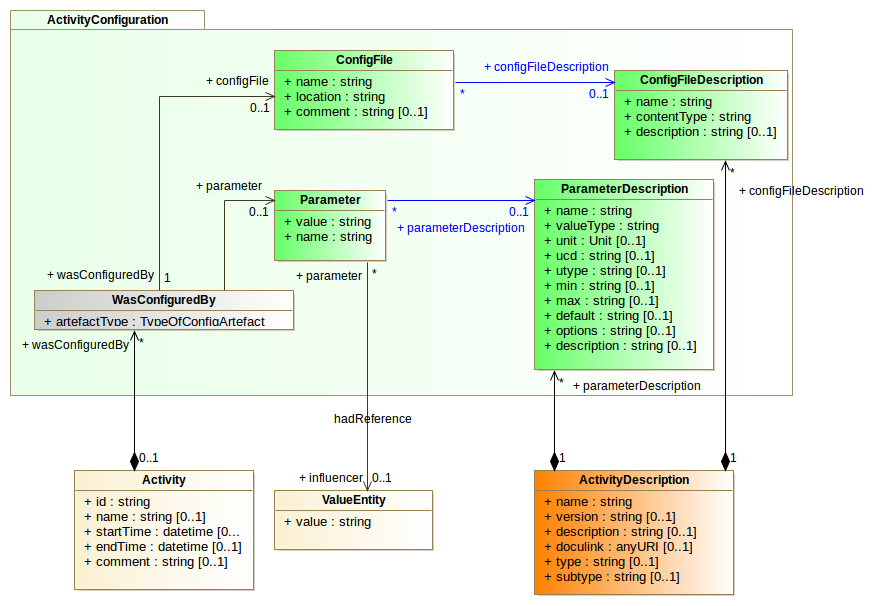 ActivityConfiguration
ConfigFile
+ name : string
+ location : string
+ comment : string [0..1]
+ configFile
0..1
+ configFileDescription
*
0..1
ConfigFileDescription
+ name : string
+ contentType : string
+ description : string [0..1]
*
+ configFileDescription
+ parameter
0..1
Parameter
+ value : string
+ name : string
*
0..1
+ parameterDescription
ParameterDescription
+ name : string
+ valueType : string
+ unit : Unit [0..1]
+ ucd : string [0..1]
+ utype : string [0..1]
+ min : string [0..1]
+ max : string [0..1]
+ default : string [0..1]
+ options : string [0..1]
+ description : string [0..1]
+ wasConfiguredBy
1
+ parameter
*
WasConfiguredBy
+ artefactType : TypeOfConfigArtefact
+ wasConfiguredBy
*
* + parameterDescription
hadReference
0..1
+ influencer
0..1
1
1
Activity
+ id : string
+ name : string [0..1]
+ startTime : datetime [0...
+ endTime : datetime [0..1]
+ comment : string [0..1]
ValueEntity
+ value : string
ActivityDescription
+ name : string
+ version : string [0..1]
+ description : string [0..1]
+ doculink : anyURI [0..1]
+ type : string [0..1]
+ subtype : string [0..1]